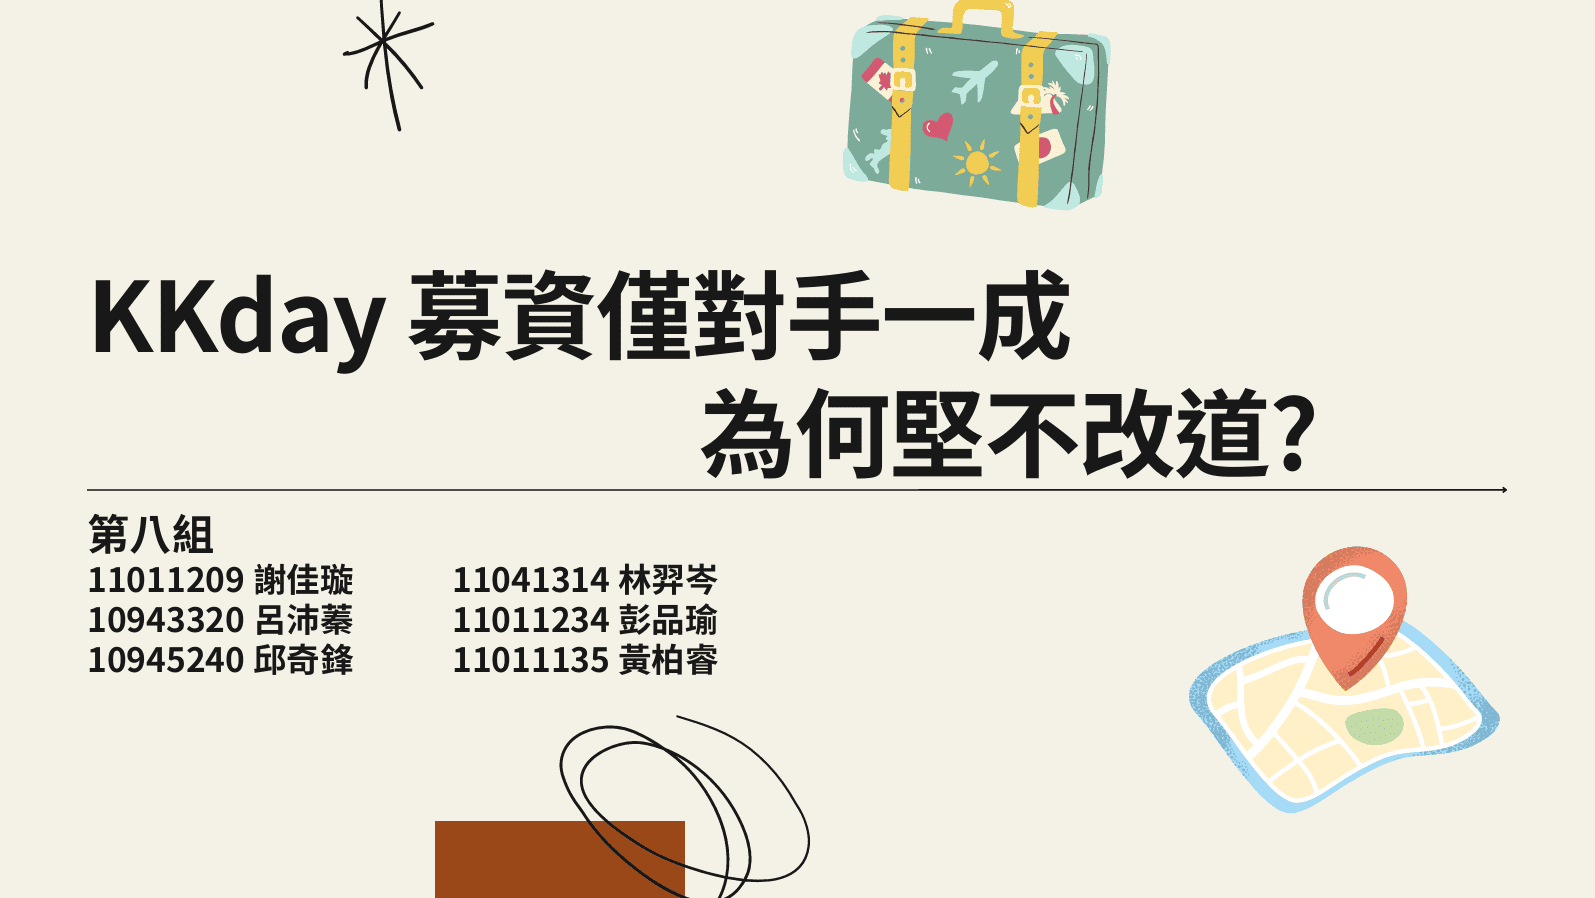 KKday 募資僅對手一成
為何堅不改道?
第八組
11011209 謝佳璇
10943320 呂沛蓁
10945240 邱奇鋒
11041314 林羿岑
11011234 彭品瑜
11011135 黃柏睿